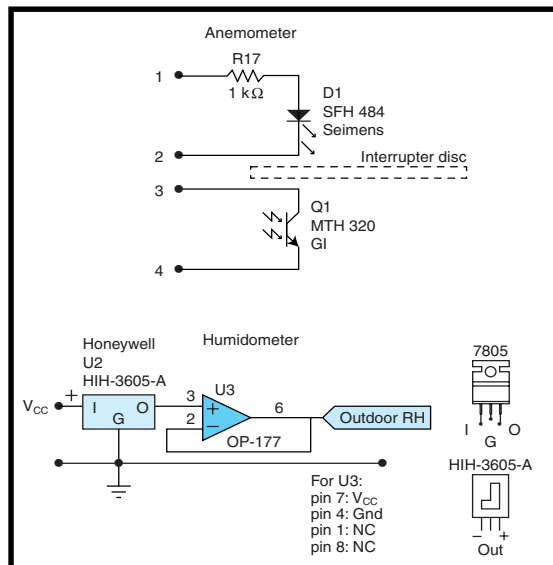 Anemometer
1
R17
1 kΩ
D1
SFH 484
Seimens
2
Interrupter disc
3
Q1
MTH 320
GI
4
Humidometer
Honeywell
U2
HIH-3605-A
VCC
+
I
O
G
3
2
+
−
U3
OP-177
6
Outdoor RH
For U3:
pin 7: VCC
pin 4: Gnd
pin 1: NC
pin 8: NC
7805
I
G
O
HIH-3605-A
− +
Out